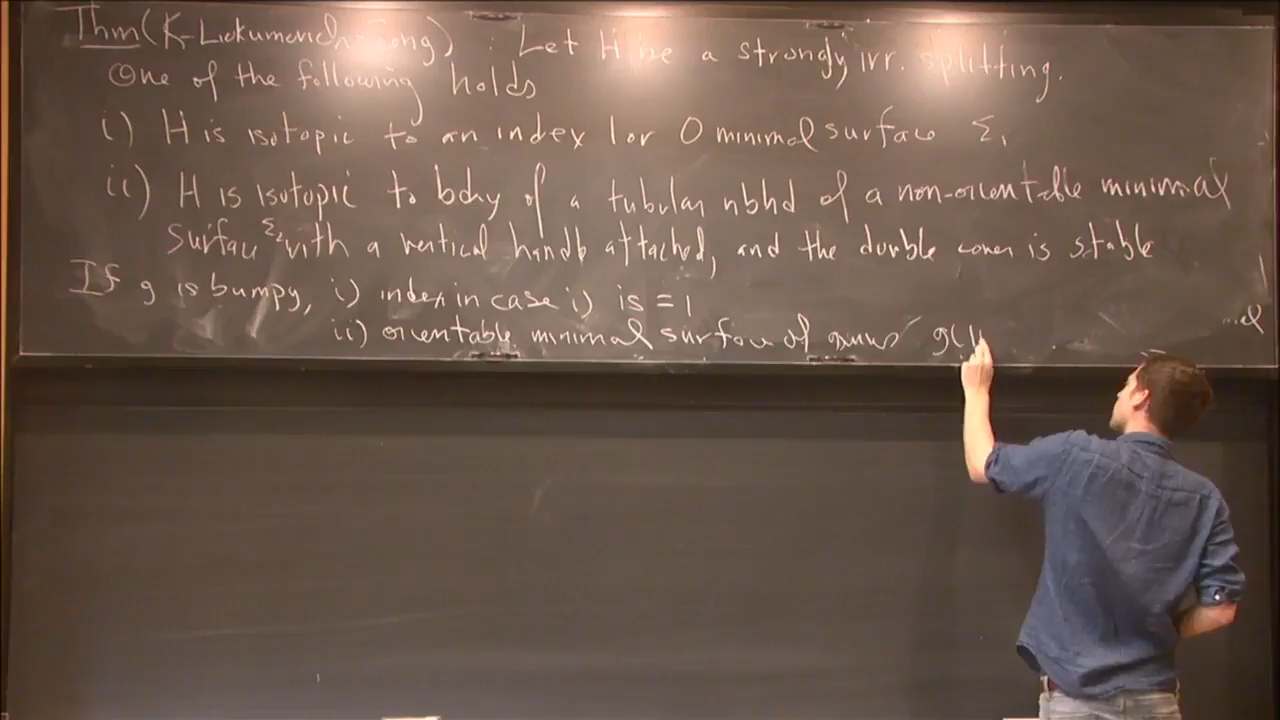 Thm (K-Liokumovich-Song) : Let H be a strongly irr. splitting.
One of the following holds
i) H is isotopic to an index 1 or 0 minimal surface Σ₁
ii) H is isotopic to bdry of a tubular nbhd of a non-orientable minimal
surface Σ₂ with a vertical handle attached, and the double cover is stable
If g is bumpy, i) index in case i) is = 1
ii) orientable minimal surface of genus g(H